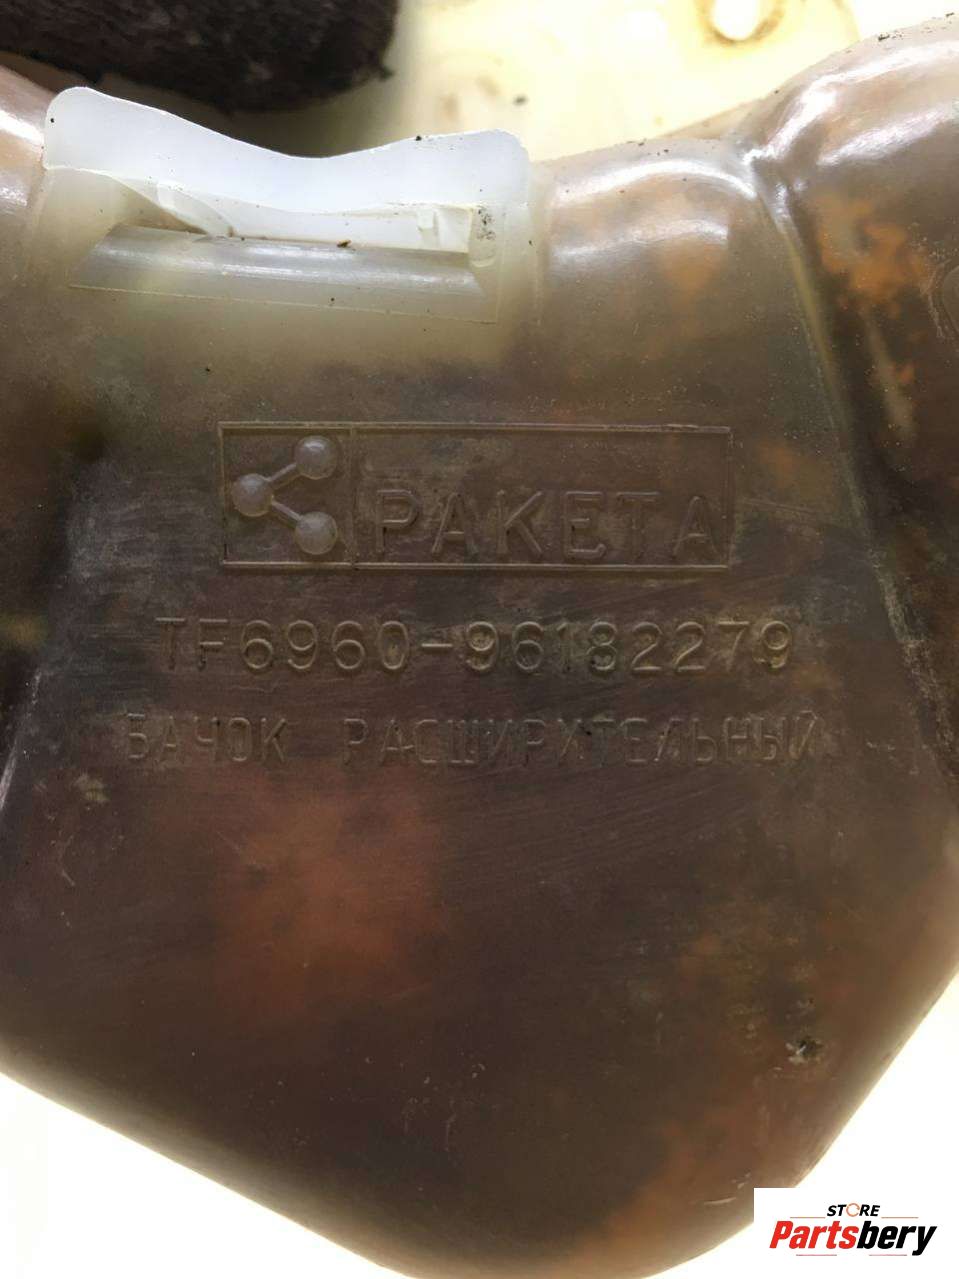 РАКЕТА
TF6960-96182279
БАЧОК РАСШИРИТЕЛЬНЫЙ
STORE
Partsbery